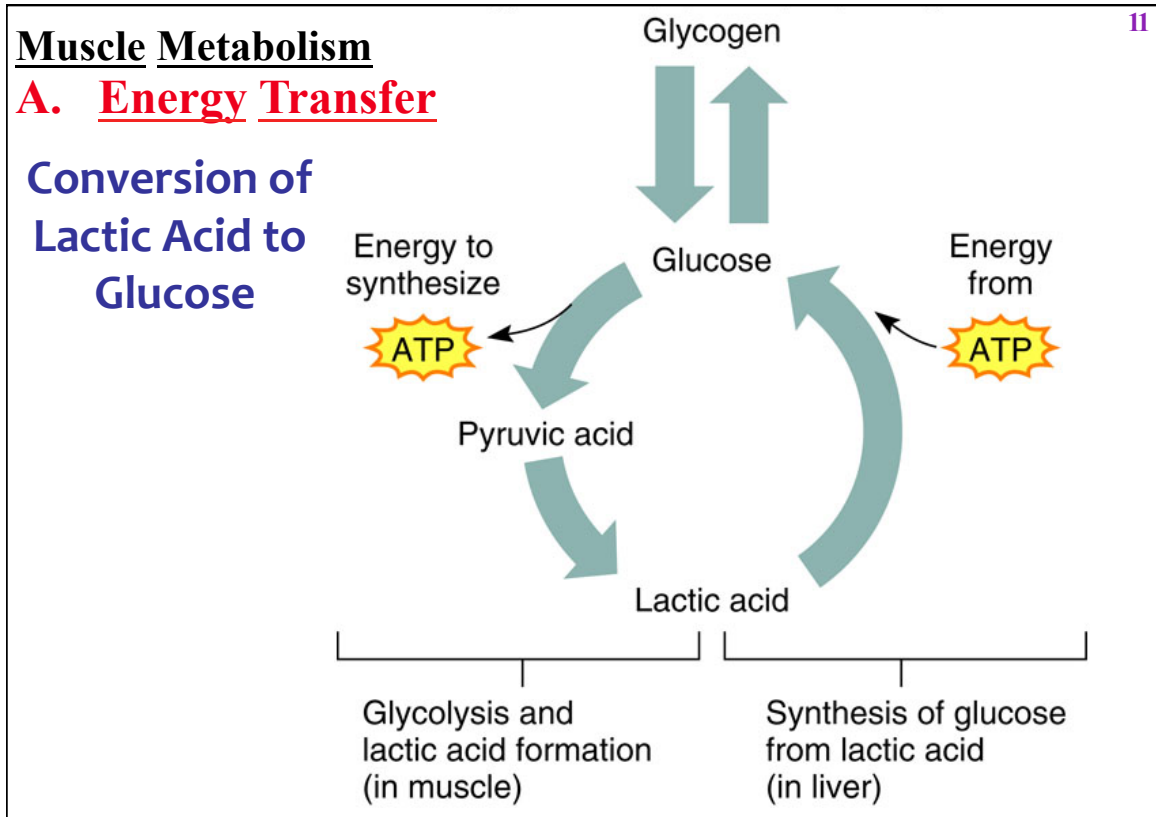 11
Muscle Metabolism
A. Energy Transfer
Conversion of
Lactic Acid to
Glucose
Glycogen
Energy to
synthesize
ATP
Glucose
Energy
from
ATP
Pyruvic acid
Lactic acid
Glycolysis and
lactic acid formation
(in muscle)
Synthesis of glucose
from lactic acid
(in liver)